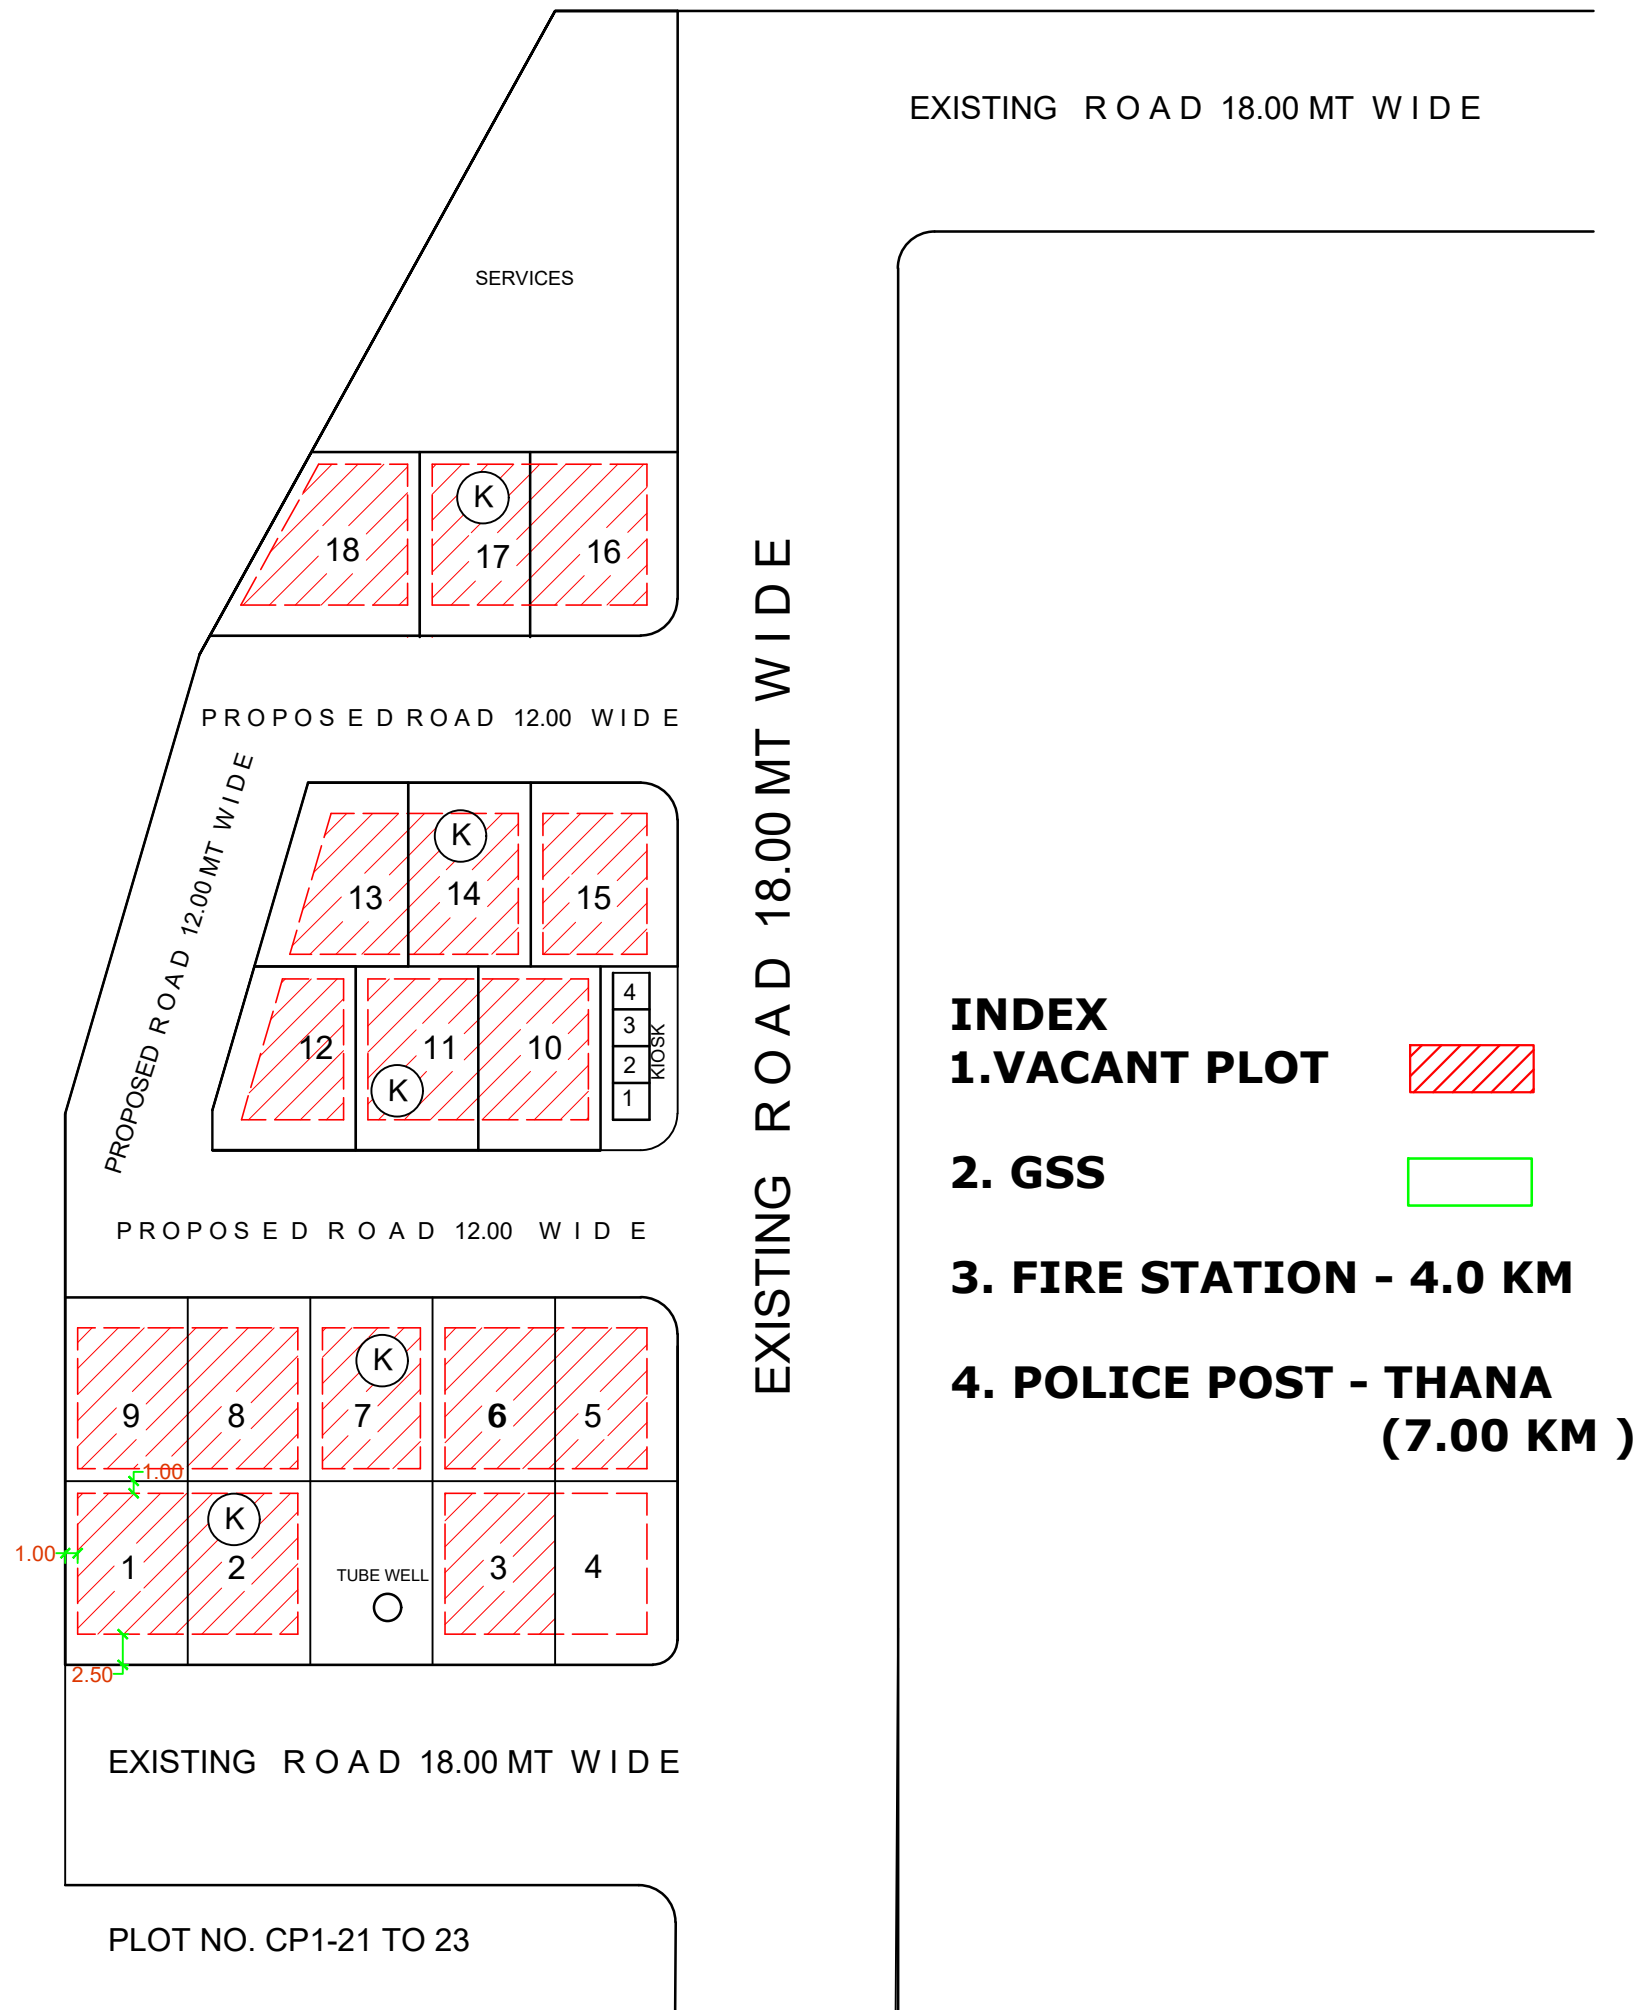 EXISTING ROAD 18.00 MT WIDE
SERVICES
K
18
17
16
PROPOSED ROAD 12.00 WIDE
PROPOSED ROAD 12.00 MT WIDE
EXISTING ROAD 18.00 MT WIDE
K
13
14
15
12
11
10
K
4
3
2
1
KIOSK
INDEX
1.VACANT PLOT
2. GSS
3. FIRE STATION - 4.0 KM
4. POLICE POST - THANA
(7.00 KM )
PROPOSED ROAD 12.00 WIDE
K
9
8
7
6
5
1.00
K
1.00
1
2
TUBE WELL
3
4
2.50
EXISTING ROAD 18.00 MT WIDE
PLOT NO. CP1-21 TO 23